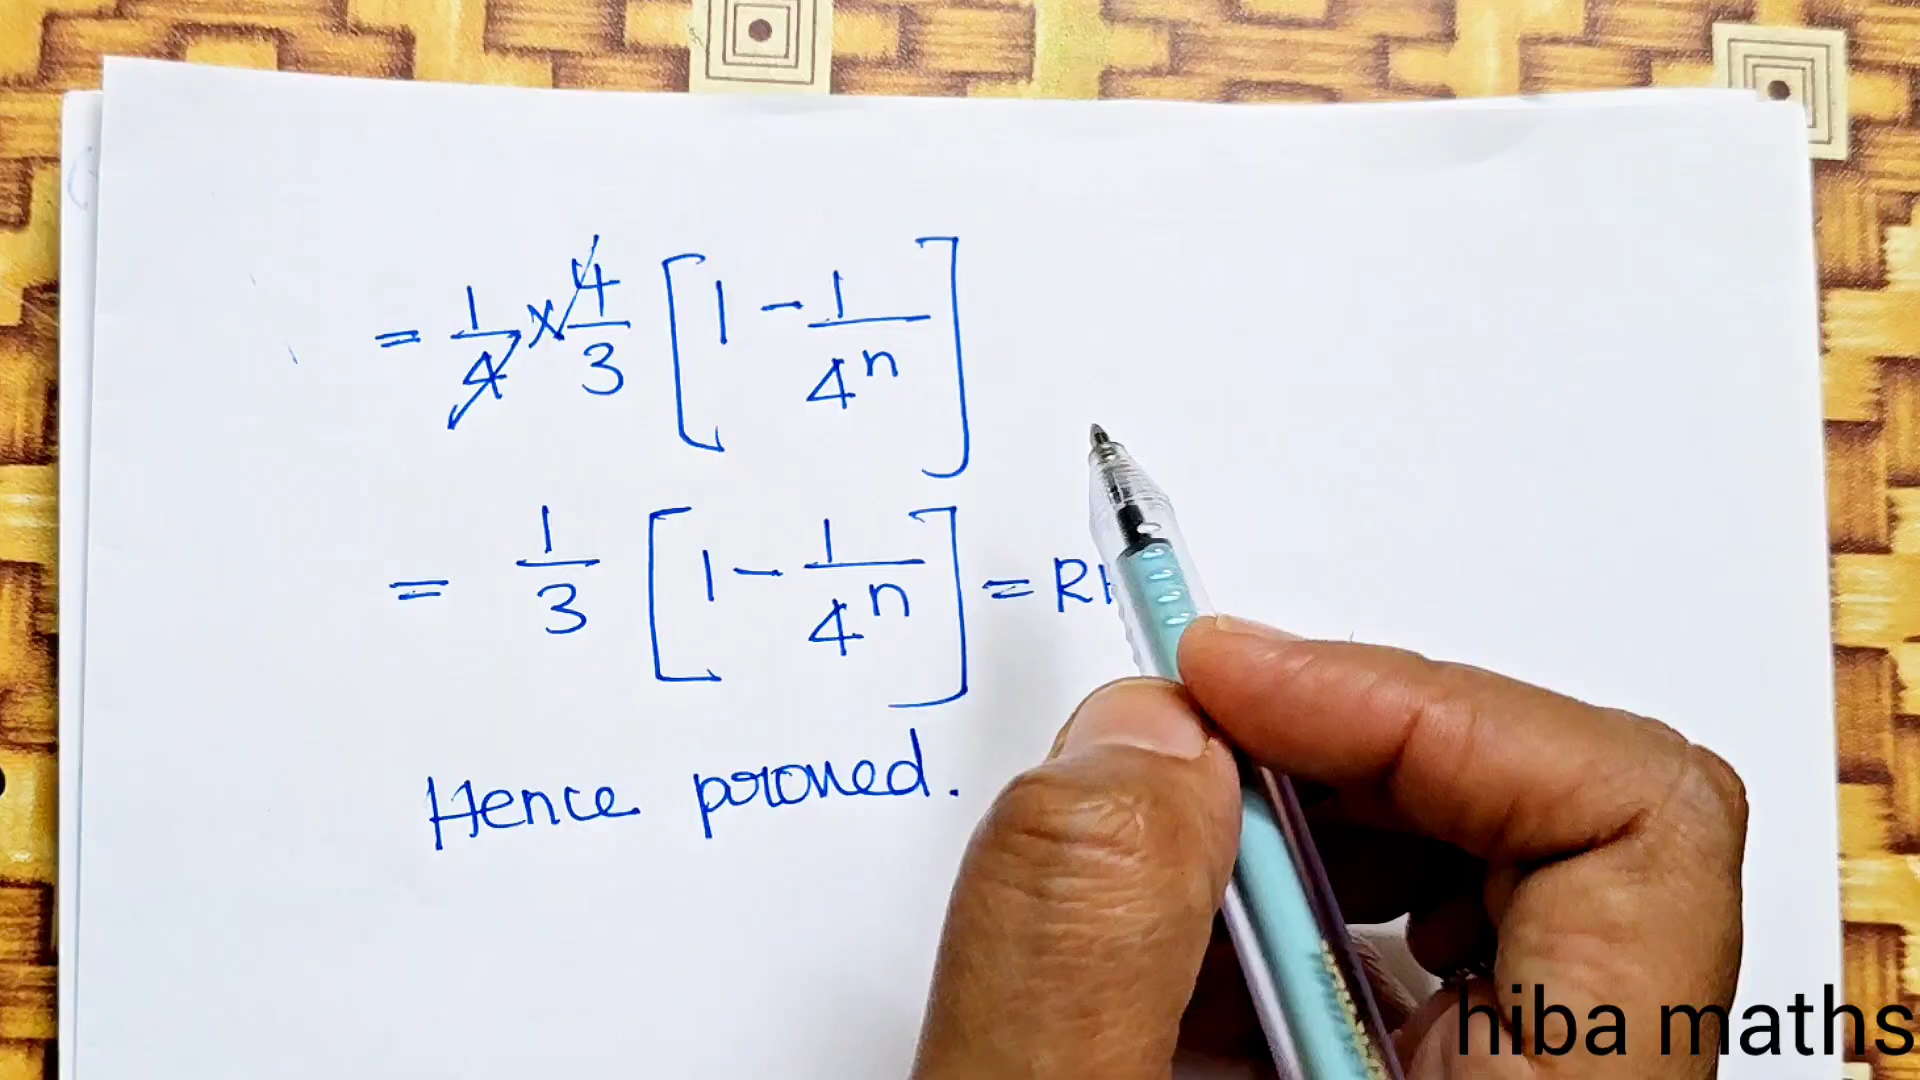 = 1/4 × 4/3 [1 - 1/4ⁿ]
= 1/3 [1 - 1/4ⁿ] = R
Hence proved.
hiba maths